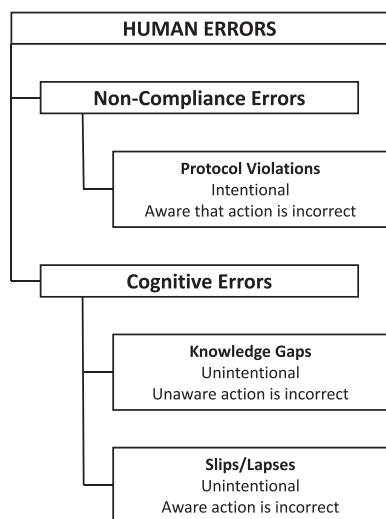 HUMAN ERRORS
Non-Compliance Errors
Protocol Violations
Intentional
Aware that action is incorrect
Cognitive Errors
Knowledge Gaps
Unintentional
Unaware action is incorrect
Slips/Lapses
Unintentional
Aware action is incorrect